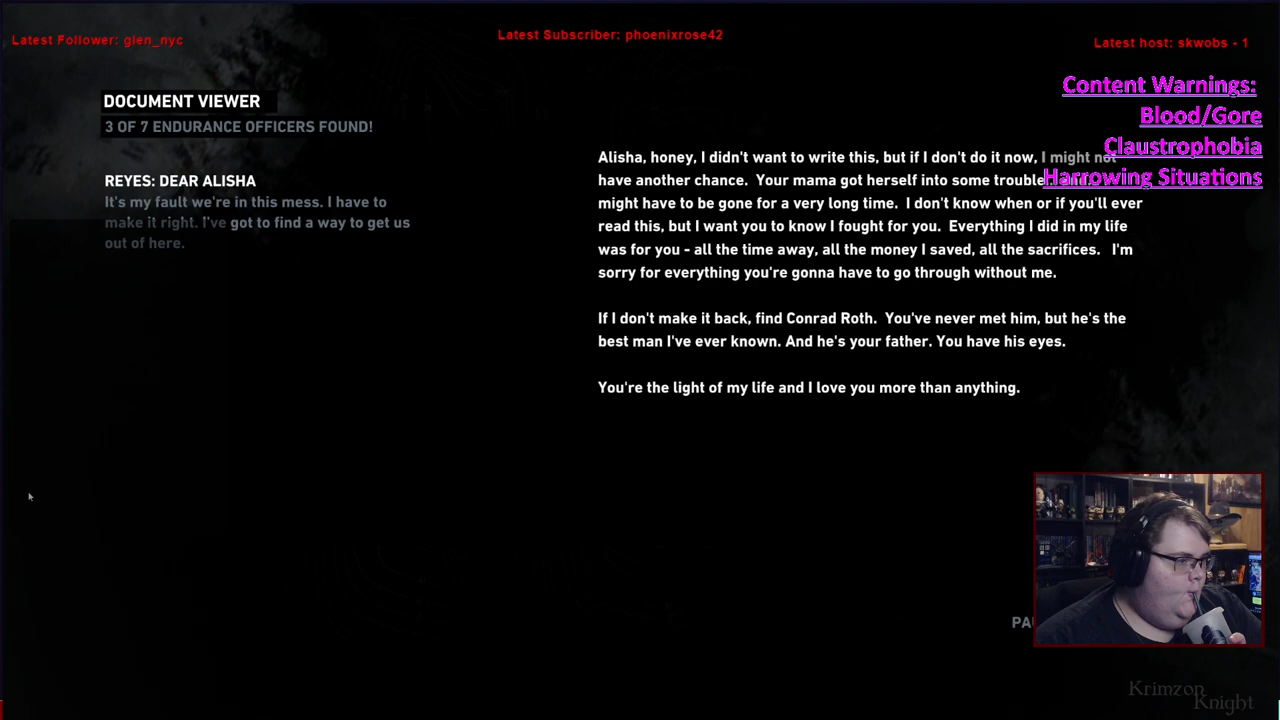 Latest Follower: glen_nyc
Latest Subscriber: phoenixrose42
Latest host: skwobs - 1
Content Warnings:
Blood/Gore
Claustrophobia
Harrowing Situations
DOCUMENT VIEWER
3 OF 7 ENDURANCE OFFICERS FOUND!
REYES: DEAR ALISHA
It's my fault we're in this mess. I have to
make it right. I've got to find a way to get us
out of here.
Alisha, honey, I didn't want to write this, but if I don't do it now, I might not
have another chance. Your mama got herself into some trouble
might have to be gone for a very long time. I don't know when or if you'll ever
read this, but I want you to know I fought for you. Everything I did in my life
was for you - all the time away, all the money I saved, all the sacrifices. I'm
sorry for everything you're gonna have to go through without me.
If I don't make it back, find Conrad Roth. You've never met him, but he's the
best man I've ever known. And he's your father. You have his eyes.
You're the light of my life and I love you more than anything.
Krimzon
Knight